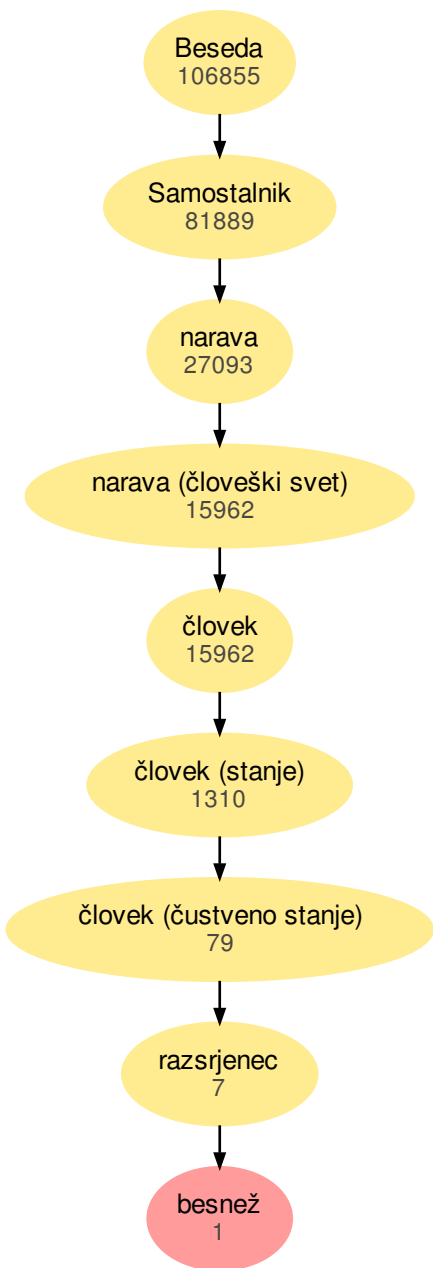 Beseda
106855
Samostalnik
81889
narava
27093
narava (človeški svet)
15962
človek
15962
človek (stanje)
1310
človek (čustveno stanje)
79
razsrjenec
7
besnež
1